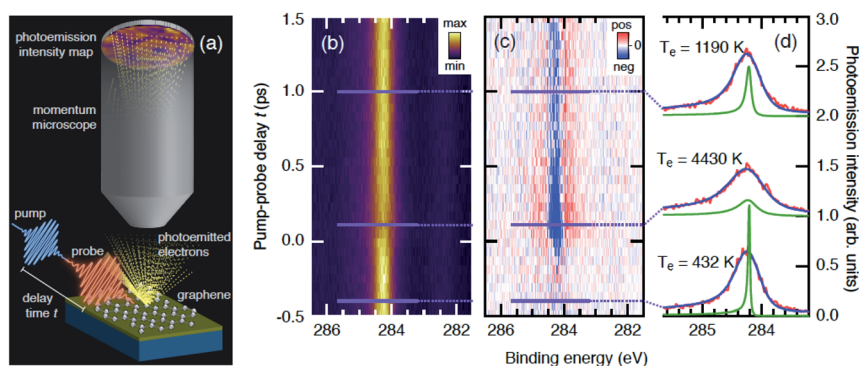 photoemission
intensity map
(a)
momentum
microscope
pump
probe
photoemitted
electrons
graphene
delay
time t
Pump-probe delay t (ps)
1.5
1.0
0.5
0.0
-0.5
(b)
max
min
286
284
282
(c)
pos
0
neg
286
284
282
Binding energy (eV)
(d)
Te = 1190 K
Te = 4430 K
Te = 432 K
285
284
3.0
2.5
2.0
1.5
1.0
0.5
0.0
Photoemission intensity (arb. units)